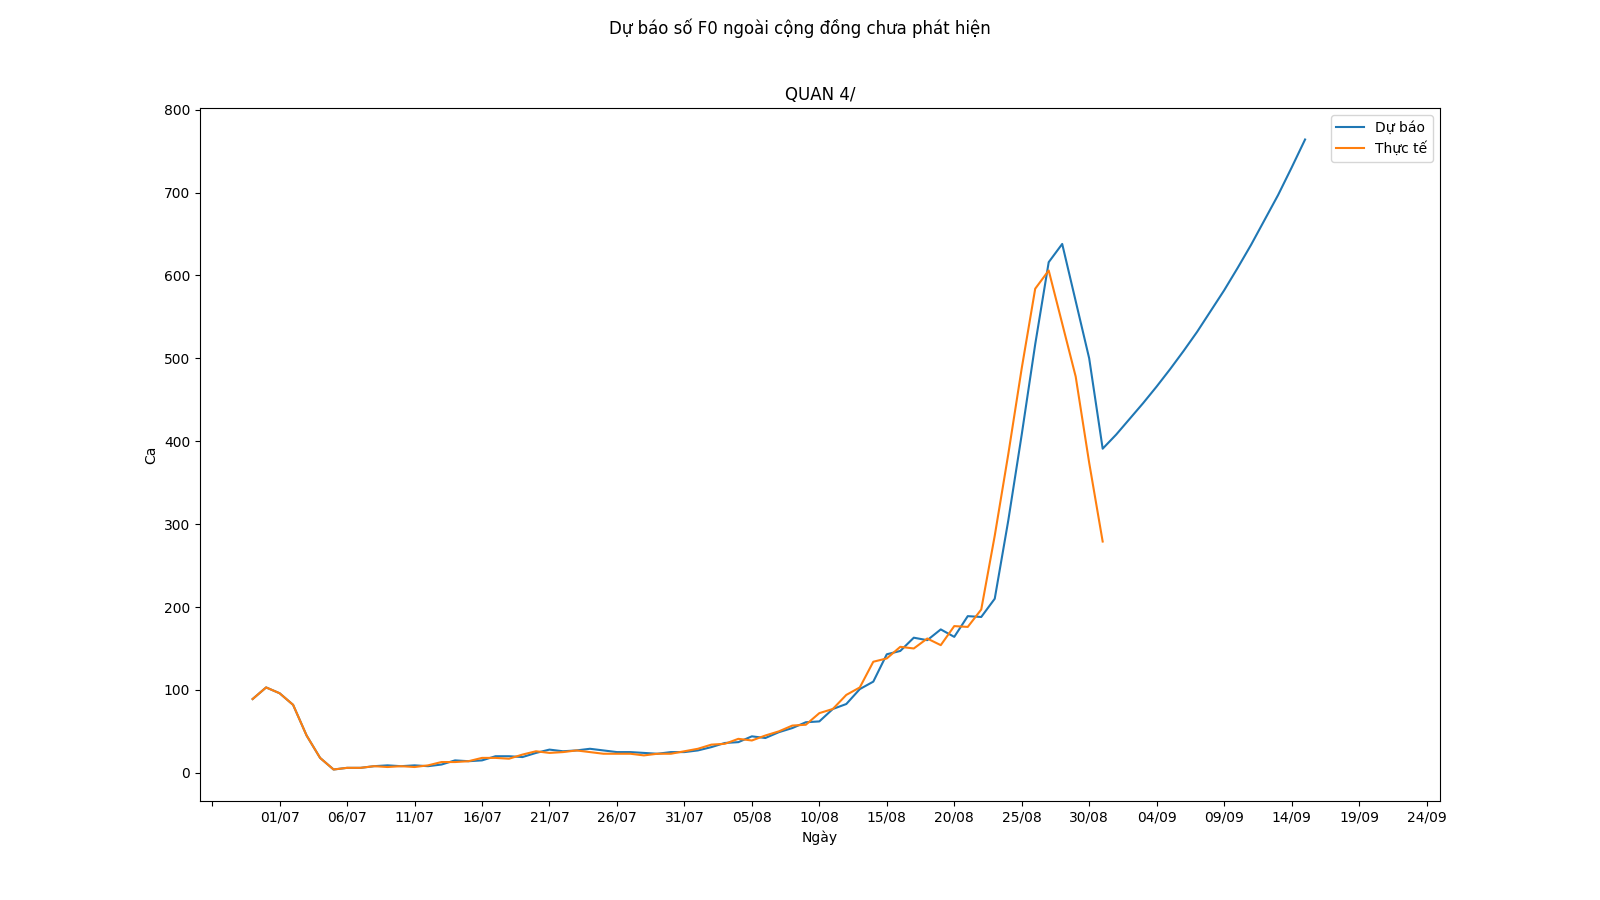 Dự báo số F0 ngoài cộng đồng chưa phát hiện
QUAN 4/
Dự báo
Thực tế
800
700
600
500
400
300
200
100
0
Ca
01/07 06/07 11/07 16/07 21/07 26/07 31/07 05/08 10/08 15/08 20/08 25/08 30/08 04/09 09/09 14/09 19/09 24/09
Ngày